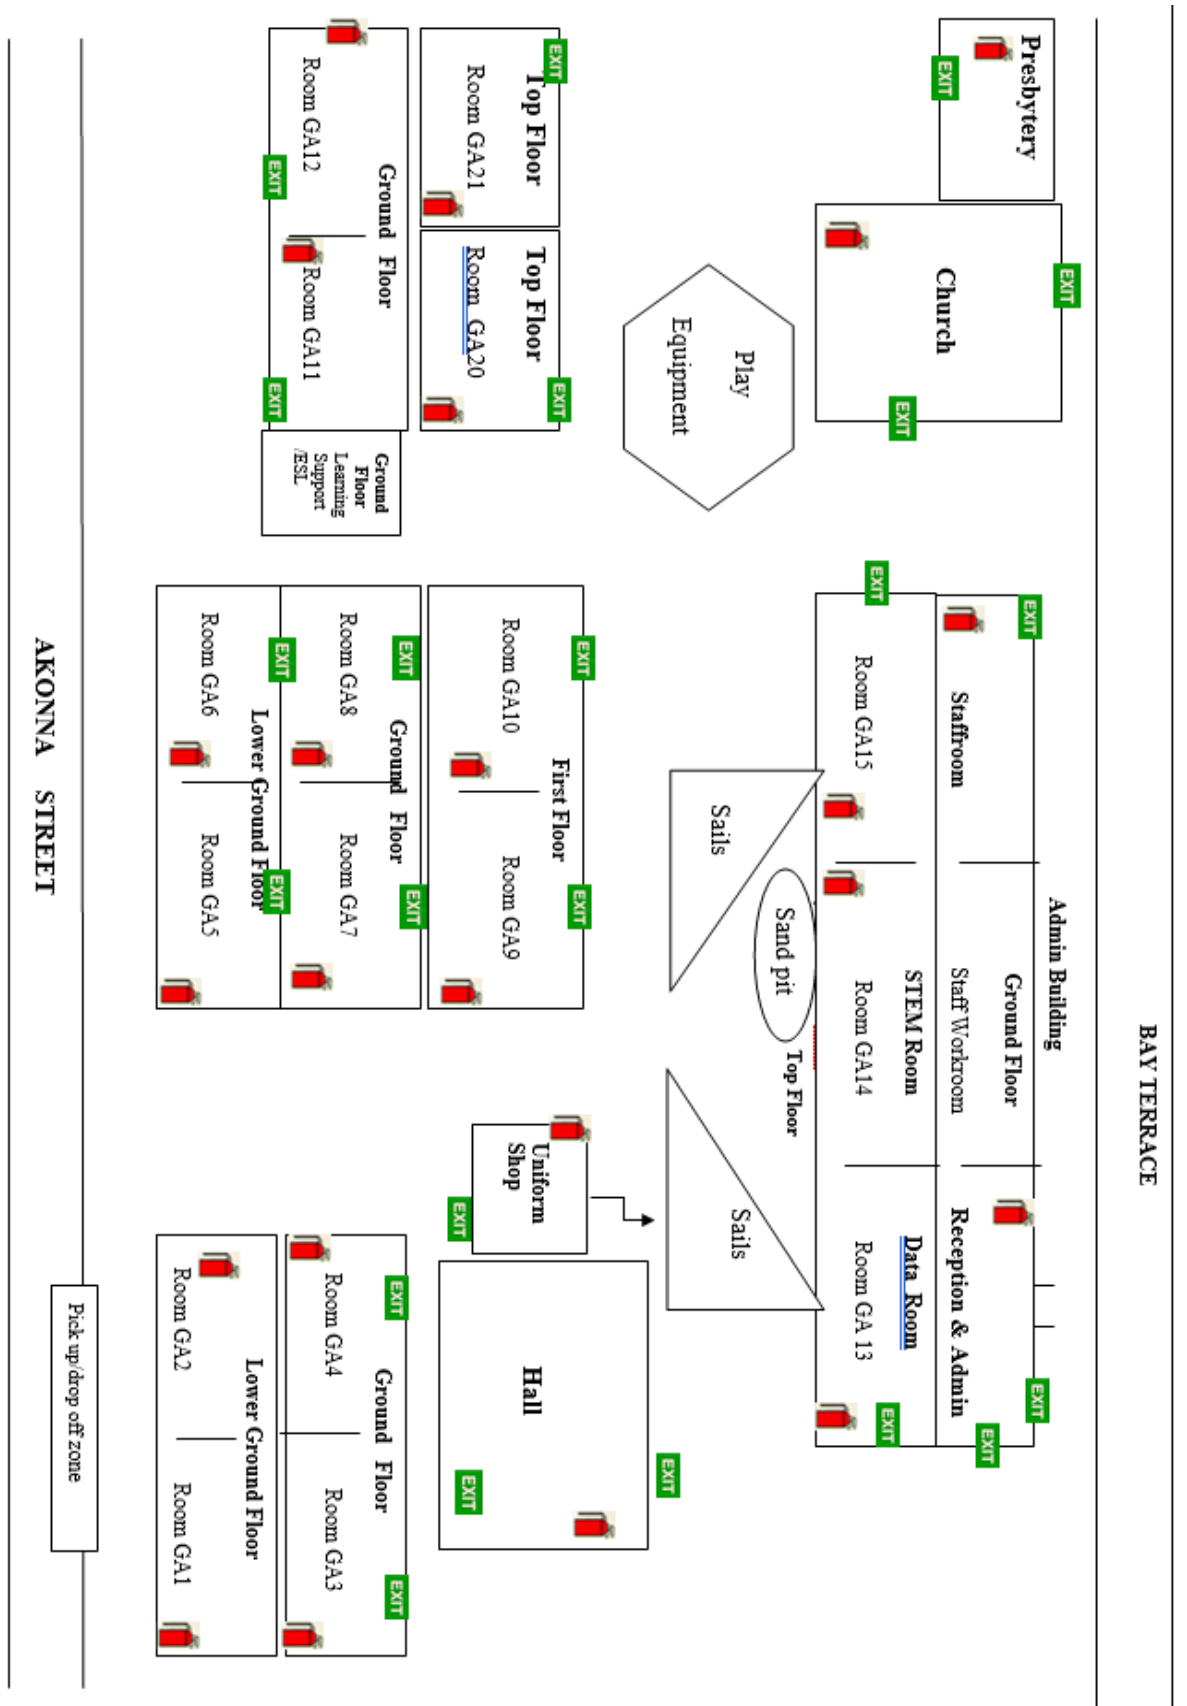 BAY TERRACE
Presbytery
EXIT
Church
EXIT
EXIT
Admin Building
Ground Floor
EXIT
Staffroom
Staff Workroom
Reception & Admin
EXIT
EXIT
EXIT
Room GA15
STEM Room
Room GA14
Data Room
Room GA 13
EXIT
Top Floor
Play
Equipment
Sails
Sand pit
Sails
EXIT
Top Floor
Room GA21
Top Floor
Room GA20
EXIT
EXIT
First Floor
Room GA10
Room GA9
EXIT
Uniform
Shop
EXIT
Hall
EXIT
EXIT
Ground Floor
Room GA12
Room GA11
EXIT
EXIT
Ground
Floor
Learning
Support
/ESL
EXIT
Ground Floor
EXIT
Room GA8
Room GA7
EXIT
Lower Ground Floor
EXIT
Room GA6
Room GA5
EXIT
Ground Floor
EXIT
Room GA4
Room GA3
Lower Ground Floor
Room GA2
Room GA1
Pick up/drop off zone
AKONNA STREET